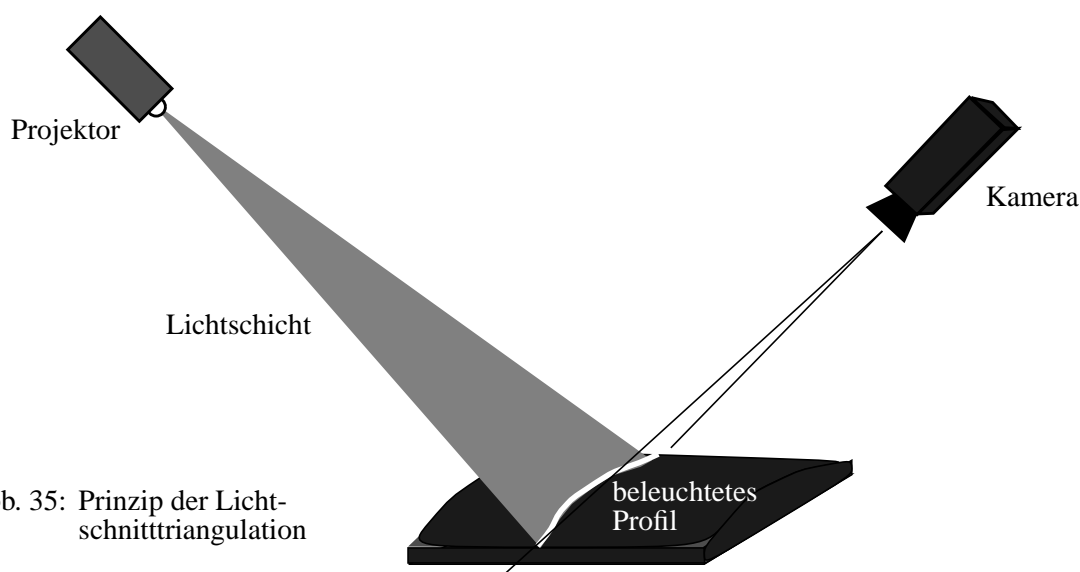 Projektor
Kamera
Lichtschicht
beleuchtetes
Profil
b. 35: Prinzip der Licht-
schnitttriangulation